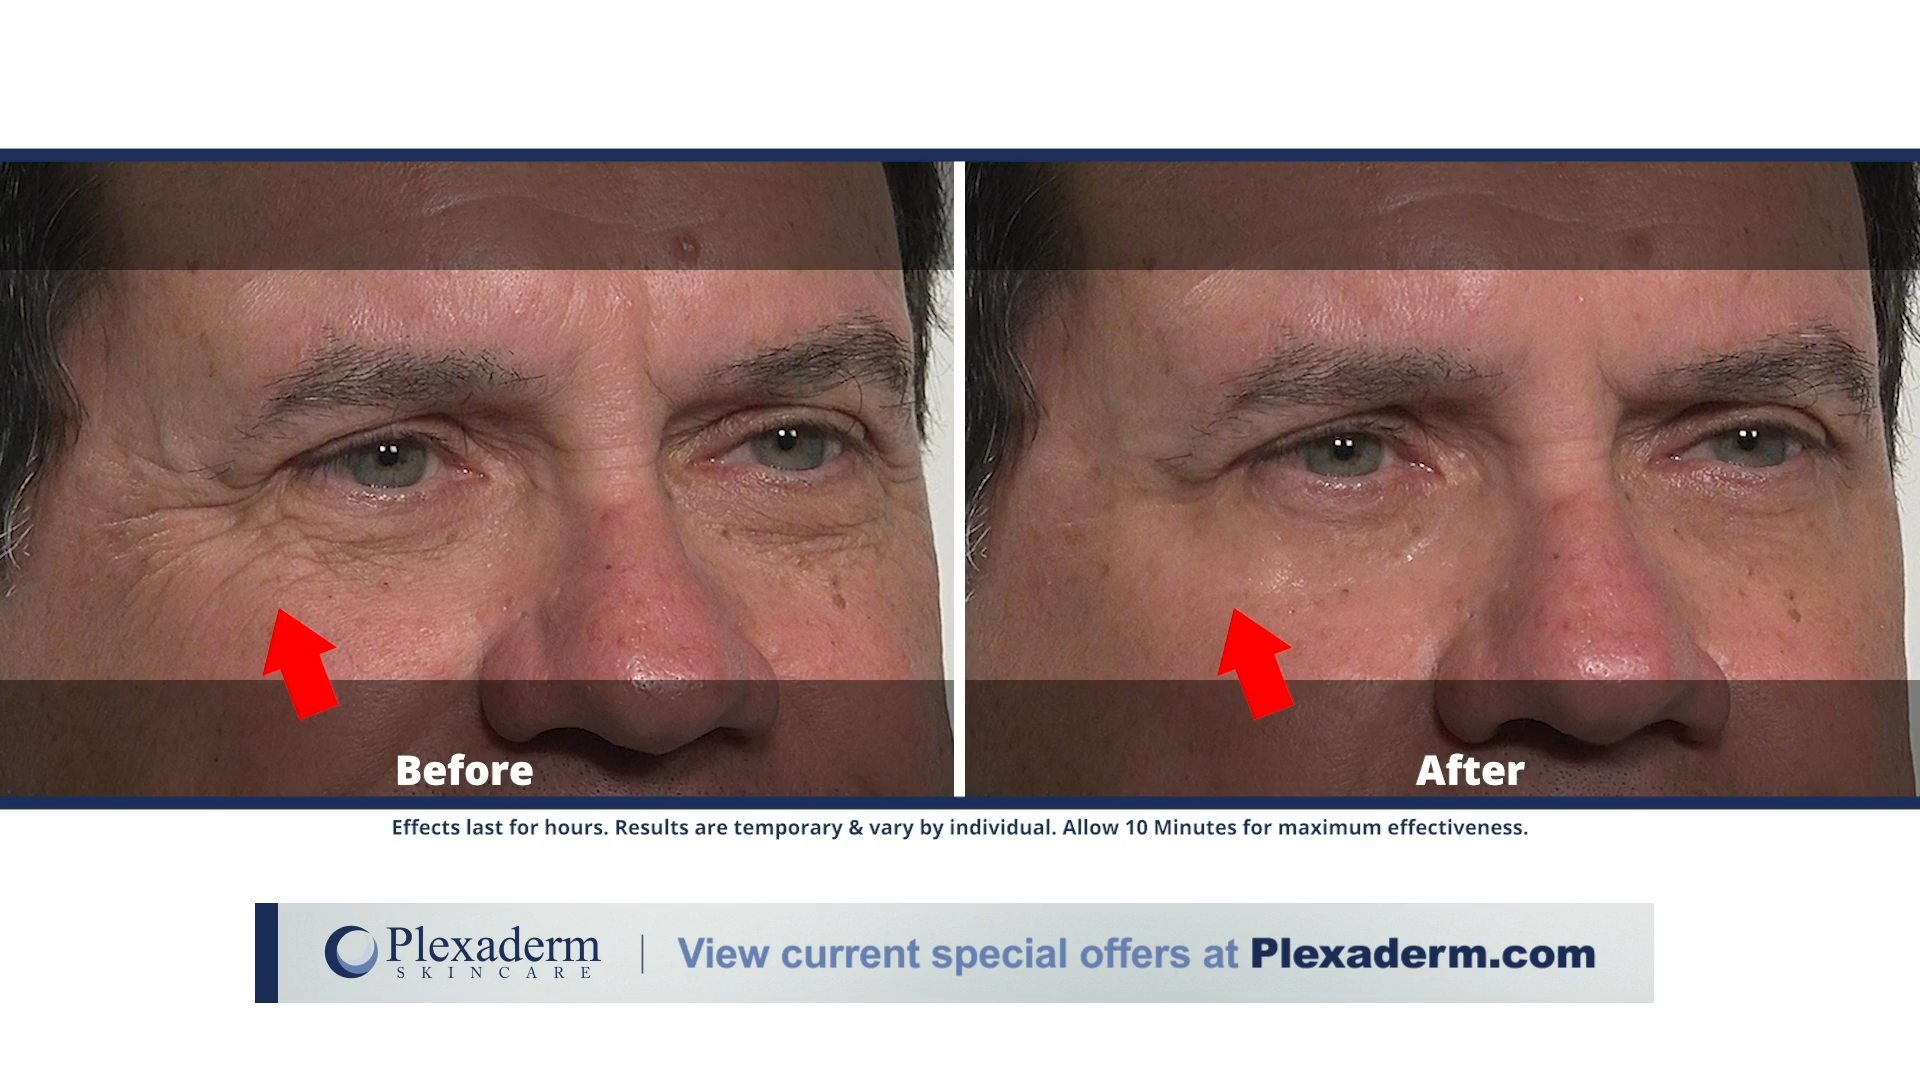 Before
After
Effects last for hours. Results are temporary & vary by individual. Allow 10 Minutes for maximum effectiveness.
Plexaderm
SKINCARE
View current special offers at Plexaderm.com